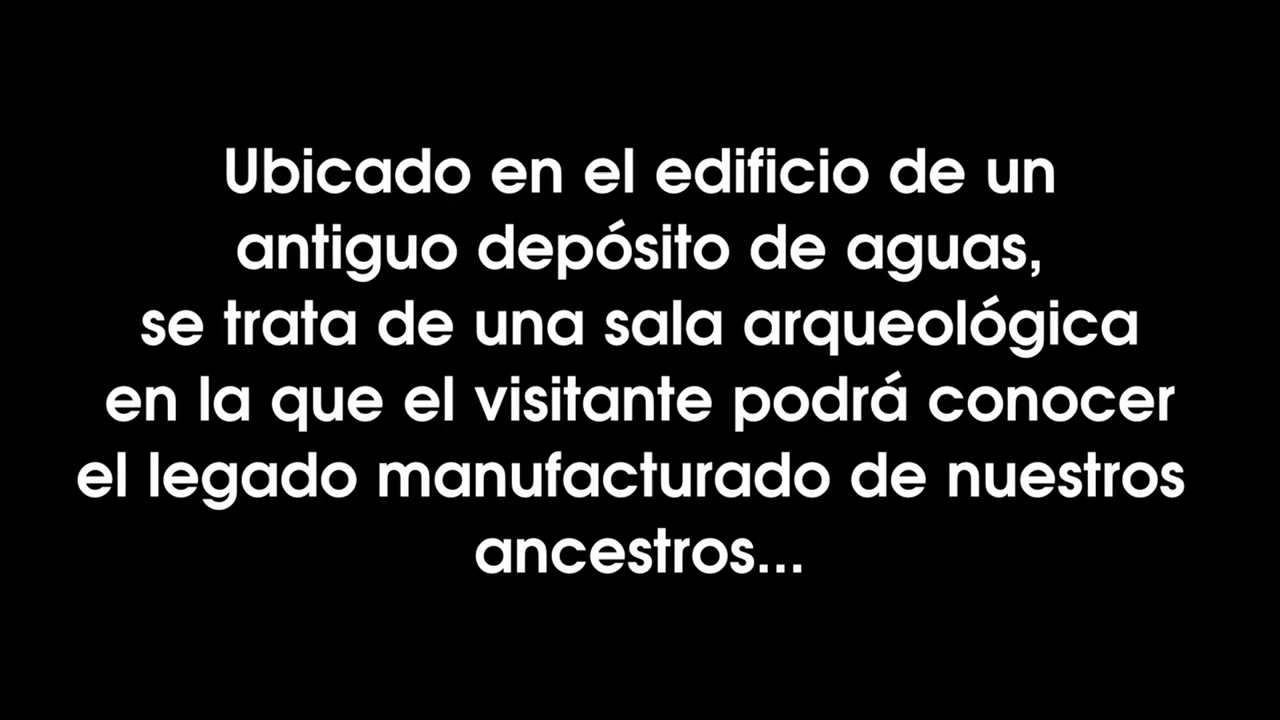 Ubicado en el edificio de un
antiguo depósito de aguas,
se trata de una sala arqueológica
en la que el visitante podrá conocer
el legado manufacturado de nuestros
ancestros...